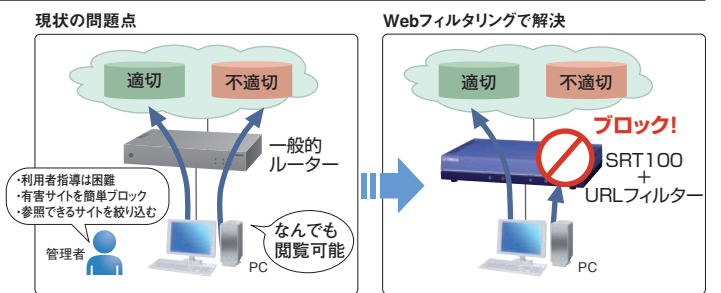 現状の問題点
適切
不適切
一般的
ルーター
・利用者指導は困難
・有害サイトを簡単ブロック
・参照できるサイトを絞り込む
管理者
なんでも
閲覧可能
PC
Webフィルタリングで解決
適切
不適切
ブロック!
SRT100
+
URLフィルター
PC